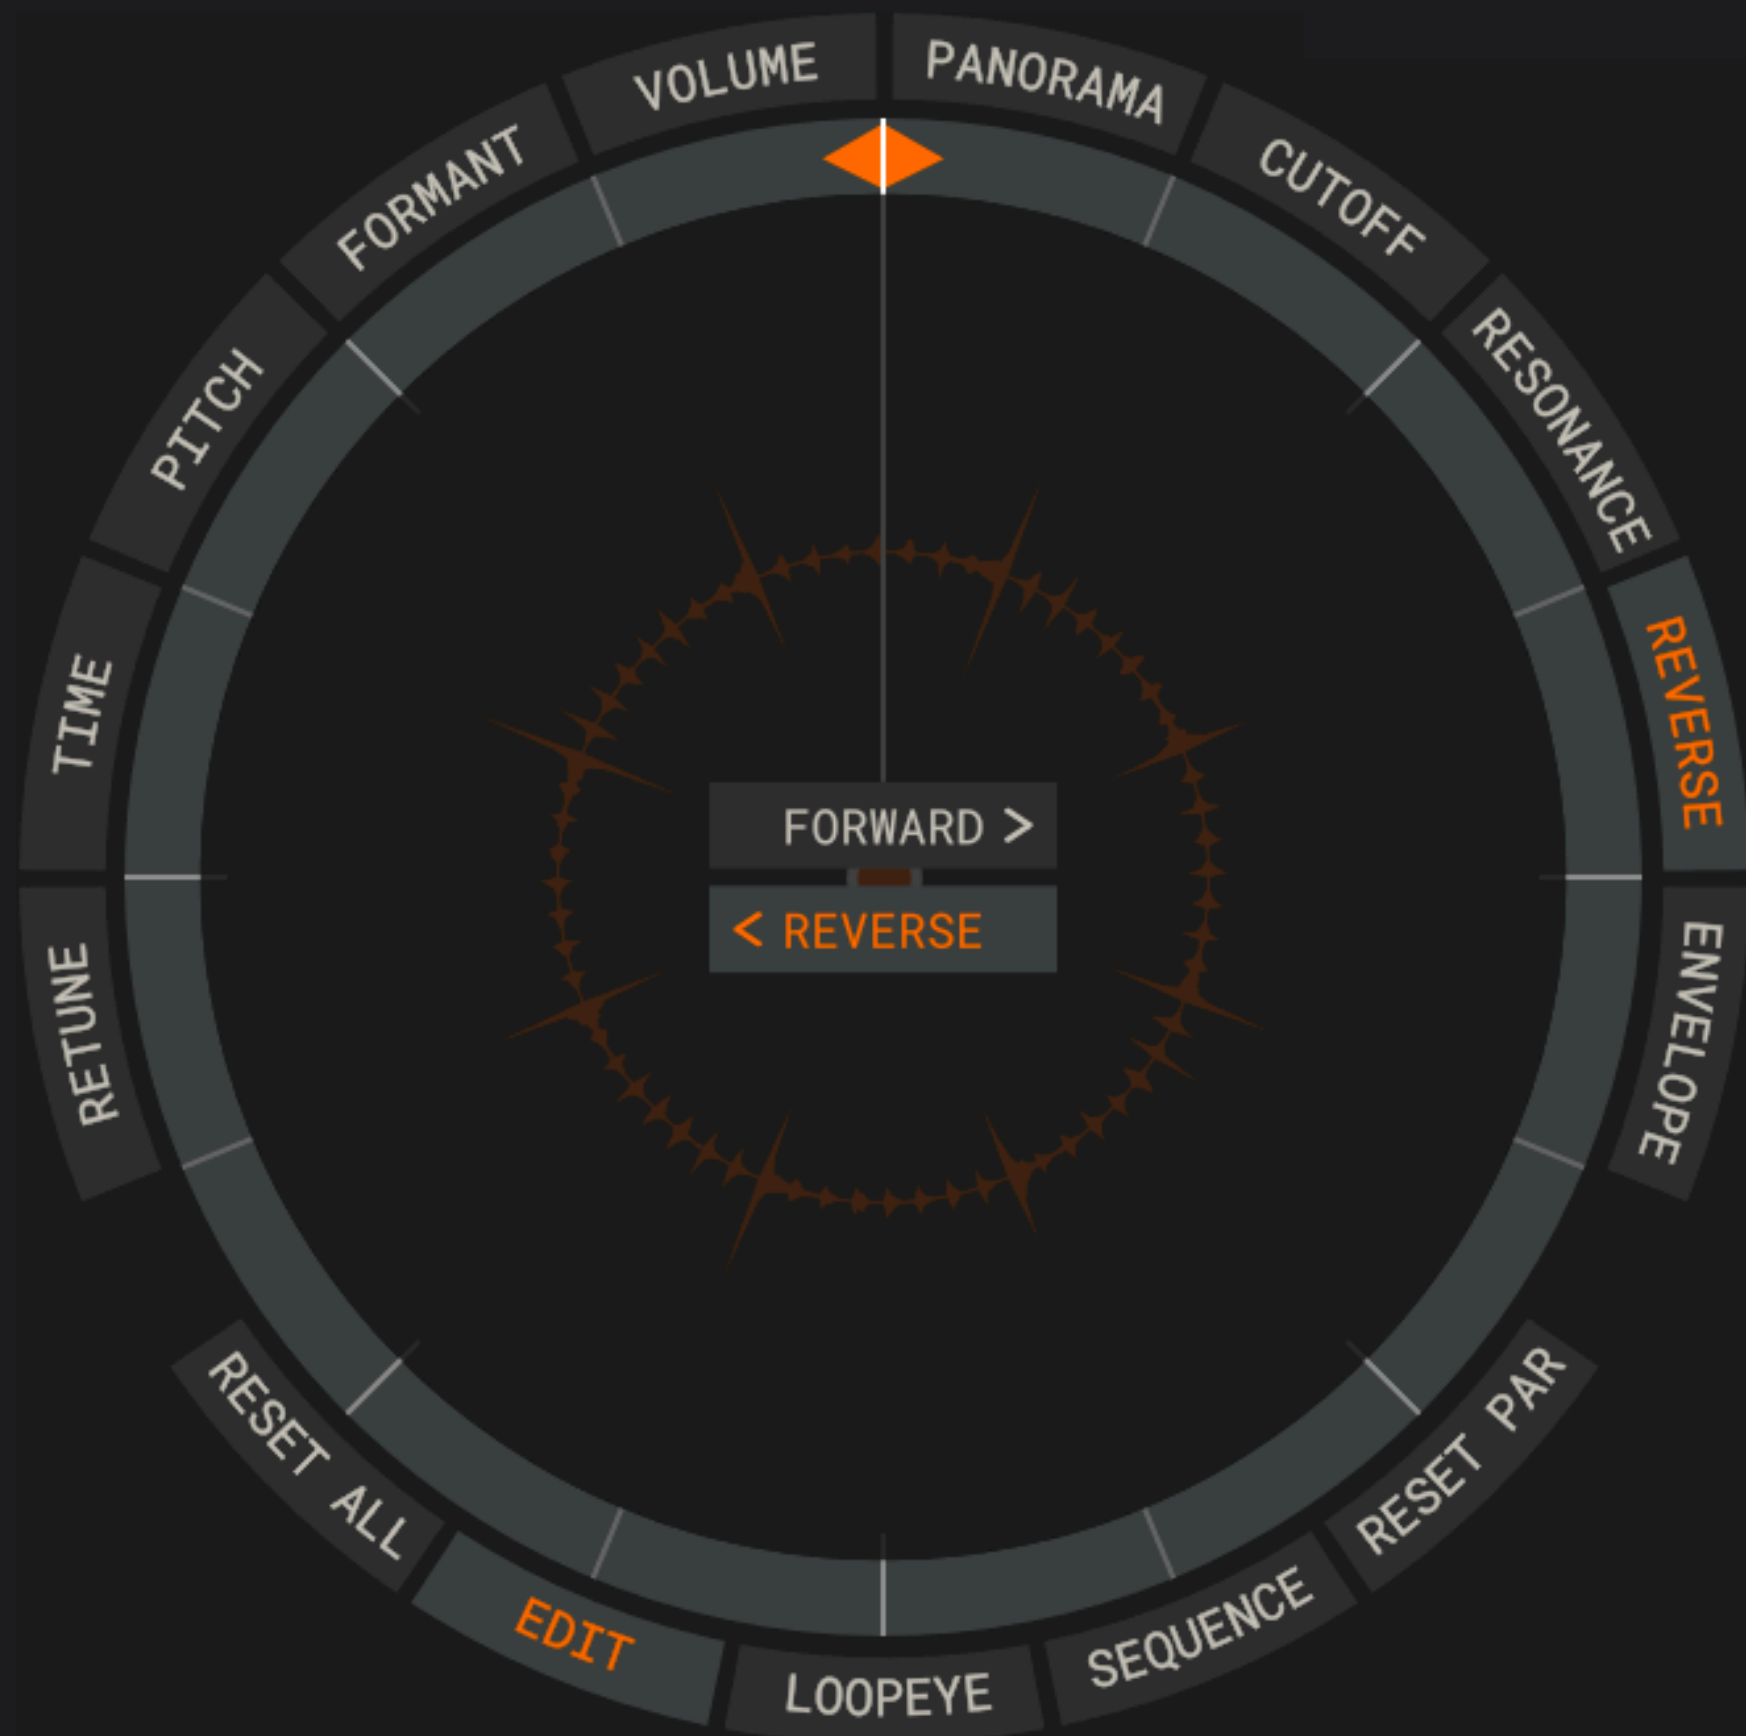 VOLUME
PANORAMA
CUTOFF
RESONANCE
REVERSE
ENVELOPE
RESET PAR
SEQUENCE
LOOPEYE
EDIT
RESET ALL
RETUNE
TIME
PITCH
FORMANT
FORWARD >
< REVERSE